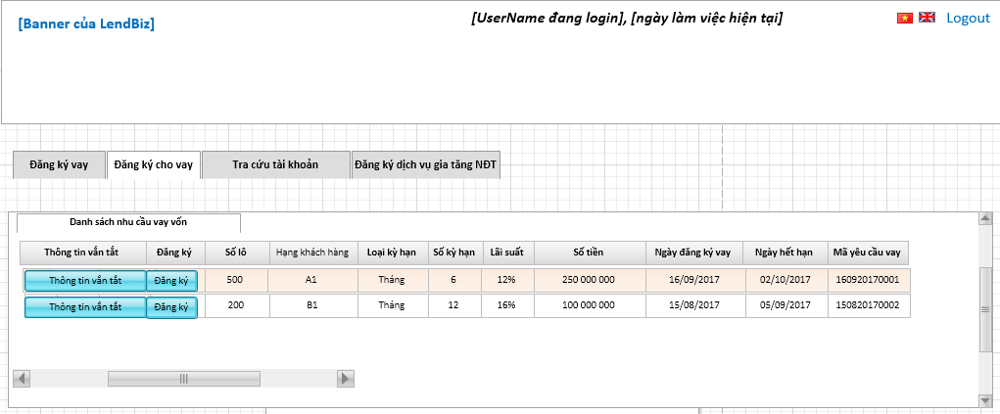 [Banner của LendBiz]
[UserName đang login], [ngày làm việc hiện tại]
Logout
Đăng ký vay Đăng ký cho vay Tra cứu tài khoản Đăng ký dịch vụ gia tăng NĐT
Danh sách nhu cầu vay vốn
Thông tin vắn tắt Đăng ký Số lô Hạng khách hàng Loại kỳ hạn Số kỳ hạn Lãi suất Số tiền Ngày đăng ký vay Ngày hết hạn Mã yêu cầu vay
Thông tin vắn tắt Đăng ký 500 A1 Tháng 6 12% 250 000 000 16/09/2017 02/10/2017 160920170001
Thông tin vắn tắt Đăng ký 200 B1 Tháng 12 16% 100 000 000 15/08/2017 05/09/2017 150820170002